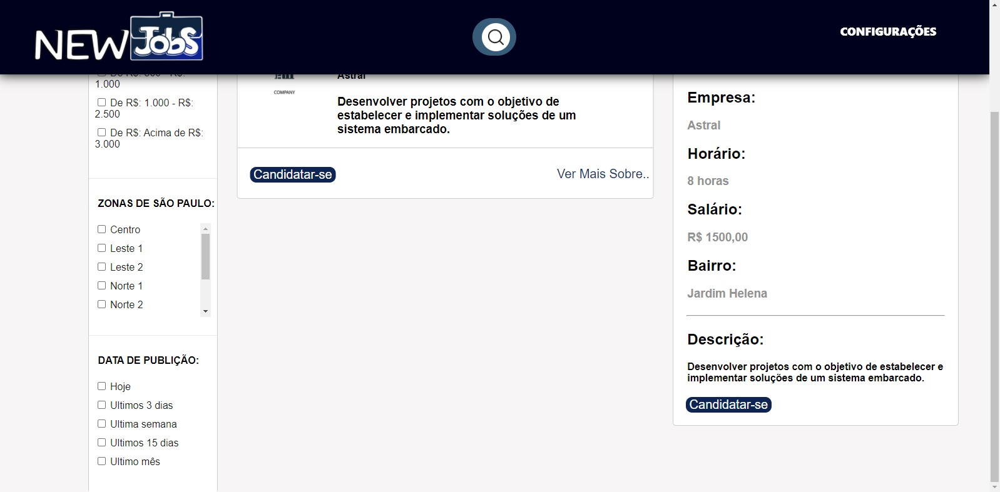 NEW JObS
CONFIGURAÇÕES
1.000
De R$: 1.000 - R$:
2.500
De R$: Acima de R$:
3.000
ZONAS DE SÃO PAULO:
Centro
Leste 1
Leste 2
Norte 1
Norte 2
DATA DE PUBLIÇÃO:
Hoje
Ultimos 3 dias
Ultima semana
Ultimos 15 dias
Ultimo mês
Astral
COMPANY
Desenvolver projetos com o objetivo de
estabelecer e implementar soluções de um
sistema embarcado.
Candidatar-se
Ver Mais Sobre..
Empresa:
Astral
Horário:
8 horas
Salário:
R$ 1500,00
Bairro:
Jardim Helena
Descrição:
Desenvolver projetos com o objetivo de estabelecer e
implementar soluções de um sistema embarcado.
Candidatar-se